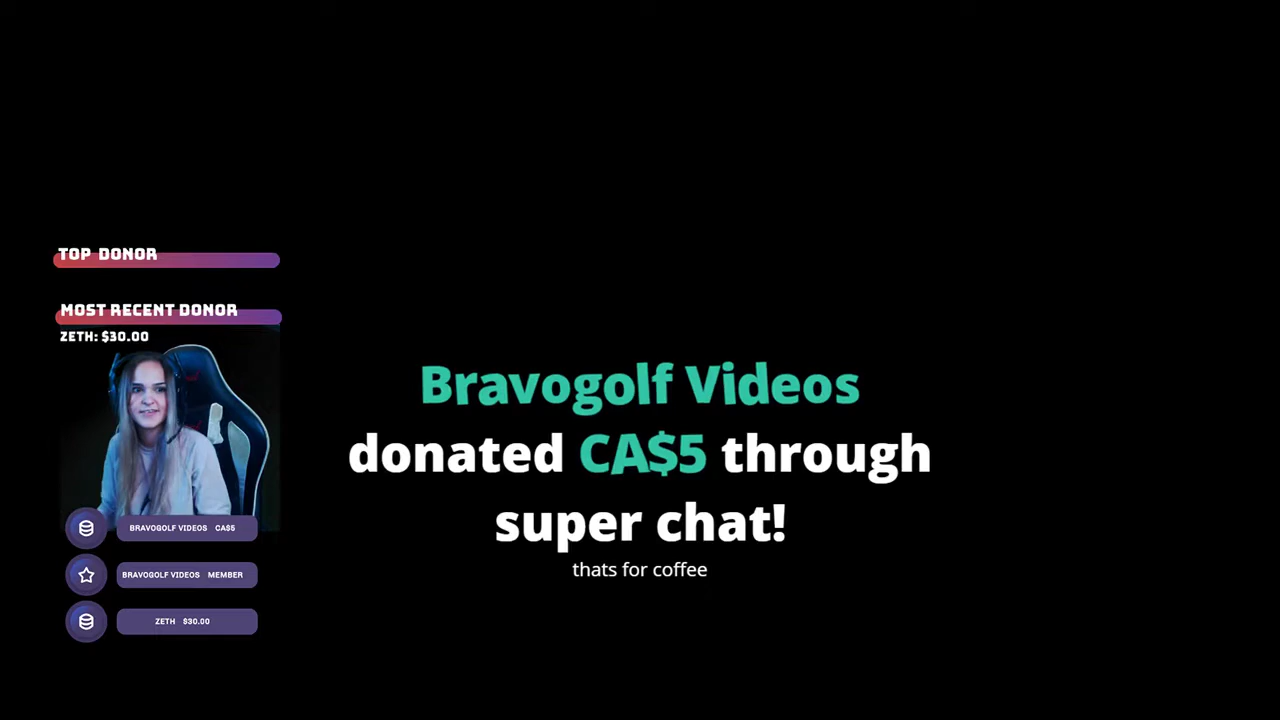 TOP DONOR
MOST RECENT DONOR
ZETH: $30.00
Bravogolf Videos
donated CA$5 through
super chat!
thats for coffee
BRAVOGOLF VIDEOS CA$5
BRAVOGOLF VIDEOS MEMBER
ZETH $30.00